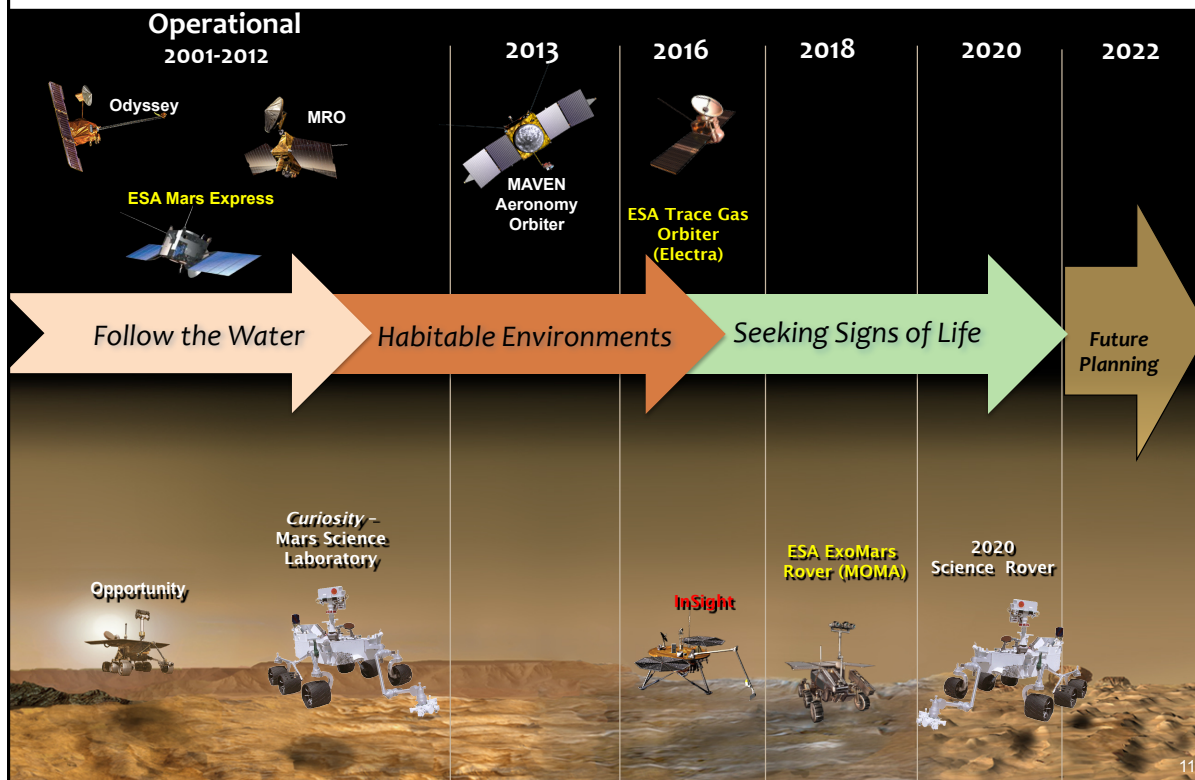 Operational
2001-2012
2013
2016
2018
2020
2022
Odyssey
MRO
ESA Mars Express
MAVEN
Aeronomy
Orbiter
ESA Trace Gas
Orbiter
(Electra)
Follow the Water
Habitable Environments
Seeking Signs of Life
Future
Planning
Curiosity –
Mars Science
Laboratory
Opportunity
InSight
ESA ExoMars
Rover (MOMA)
2020
Science Rover
11